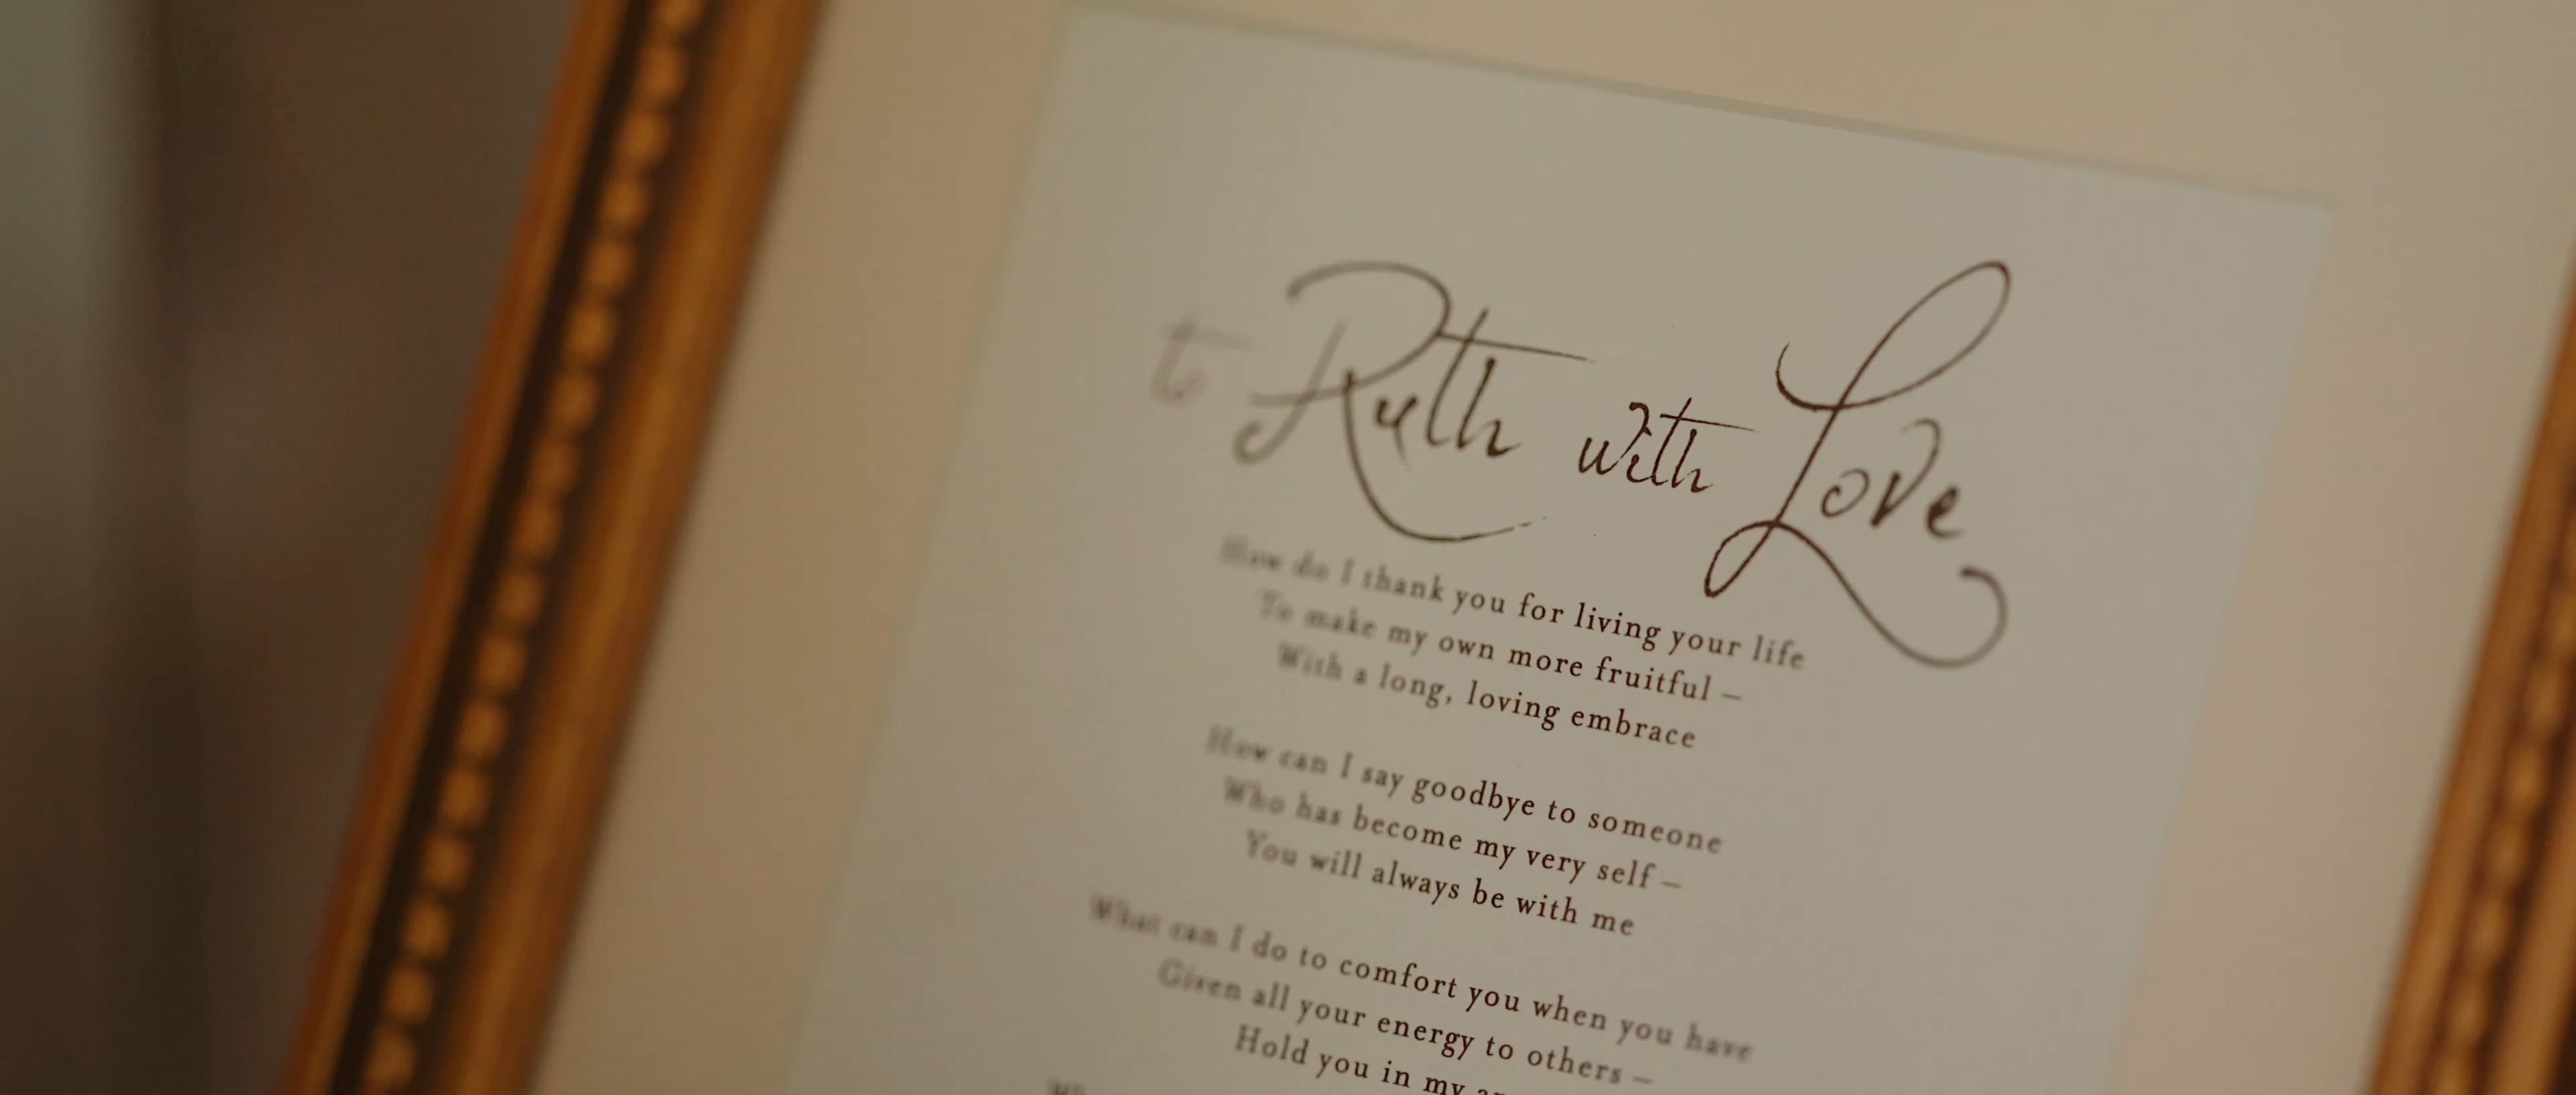 to Ruth with Love
How do I thank you for living your life
To make my own more fruitful –
With a long, loving embrace
How can I say goodbye to someone
Who has become my very self –
You will always be with me
What can I do to comfort you when you have
Given all your energy to others –
Hold you in my